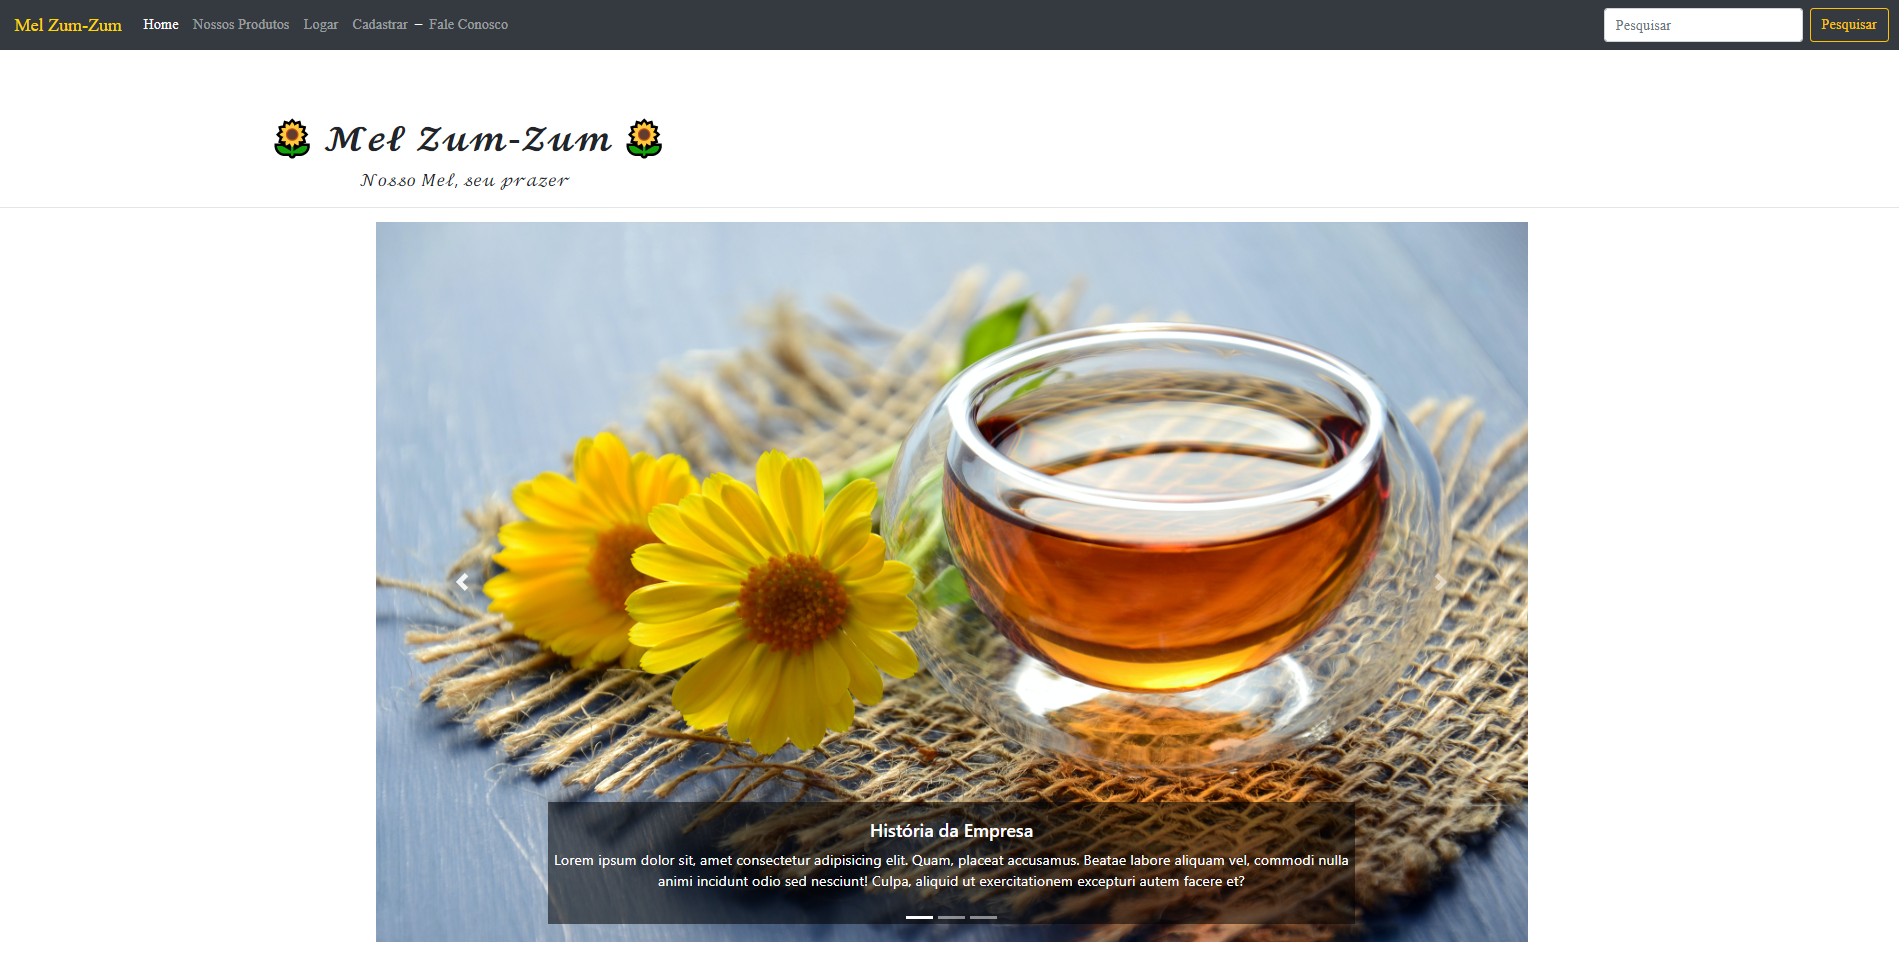 Mel Zum-Zum Home Nossos Produtos Logar Cadastrar – Fale Conosco Pesquisar Pesquisar
Mel Zum-Zum
Nosso Mel, seu prazer
História da Empresa
Lorem ipsum dolor sit, amet consectetur adipisicing elit. Quam, placeat accusamus. Beatae labore aliquam vel, commodi nulla
animi incidunt odio sed nesciunt! Culpa, aliquid ut exercitationem excepturi autem facere et?